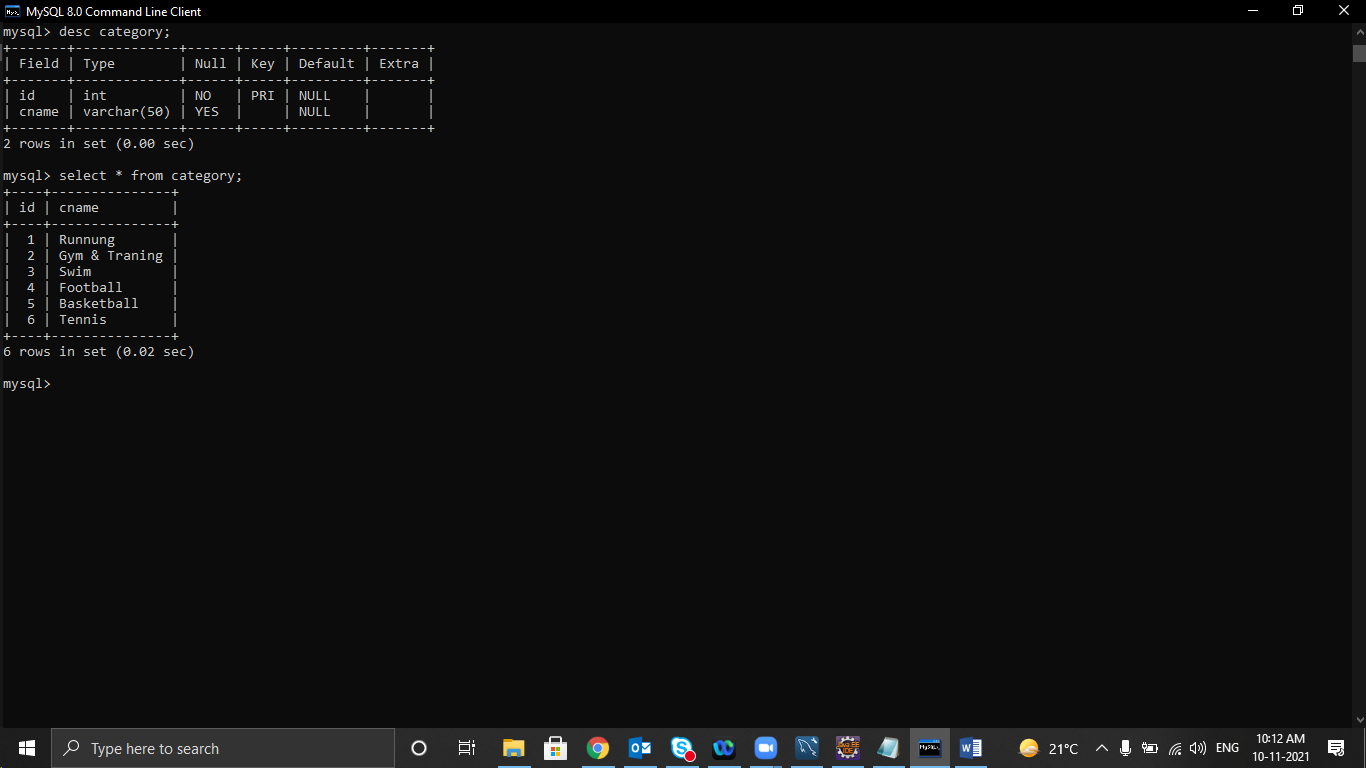 MySQL 8.0 Command Line Client
mysql> desc category;
+-------+-------------+------+-----+---------+-------+
| Field | Type        | Null | Key | Default | Extra |
+-------+-------------+------+-----+---------+-------+
| id    | int         | NO   | PRI | NULL    |       |
| cname | varchar(50) | YES  |     | NULL    |       |
+-------+-------------+------+-----+---------+-------+
2 rows in set (0.00 sec)
mysql> select * from category;
+----+---------------+
| id | cname         |
+----+---------------+
|  1 | Runnung       |
|  2 | Gym & Traning |
|  3 | Swim          |
|  4 | Football      |
|  5 | Basketball    |
|  6 | Tennis        |
+----+---------------+
6 rows in set (0.02 sec)
mysql>
Type here to search
21°C
ENG
10:12 AM
10-11-2021